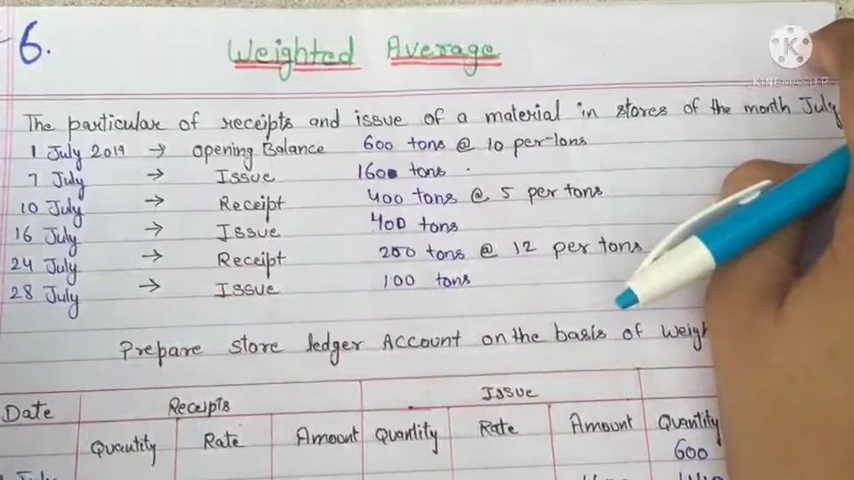 6.
Weighted Average
KINEMASTER
The particular of receipts and issue of a material in stores of the month July
1 July 2019 → Opening Balance 600 tons @ 10 per tons
7 July → Issue 160 tons
10 July → Receipt 400 tons @ 5 per tons
16 July → Issue 400 tons
24 July → Receipt 200 tons @ 12 per tons
28 July → Issue 100 tons
Prepare store ledger Account on the basis of
Date Receipts Issue
Quantity Rate Amount Quantity Rate Amount Quantity
600